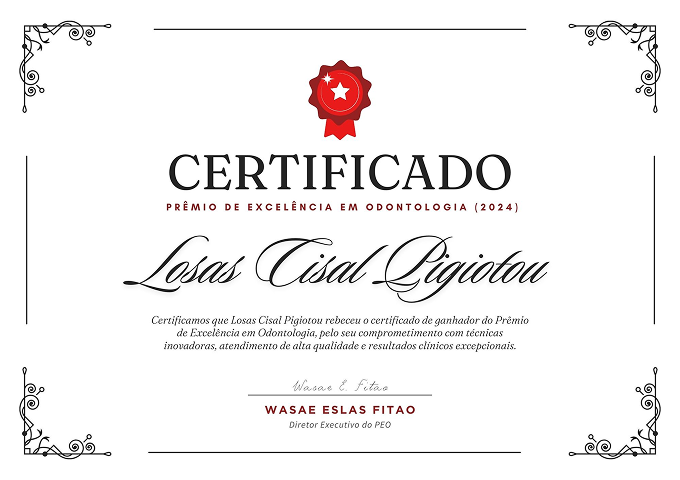 CERTIFICADO
PRÊMIO DE EXCELÊNCIA EM ODONTOLOGIA (2024)
Losas Cisal Pigiotou
Certificamos que Losas Cisal Pigiotou rebeceu o certificado de ganhador do Prêmio
de Excelência em Odontologia, pelo seu comprometimento com técnicas
inovadoras, atendimento de alta qualidade e resultados clínicos excepcionais.
Wasae E. Fitao
WASAE ESLAS FITAO
Diretor Executivo do PEO